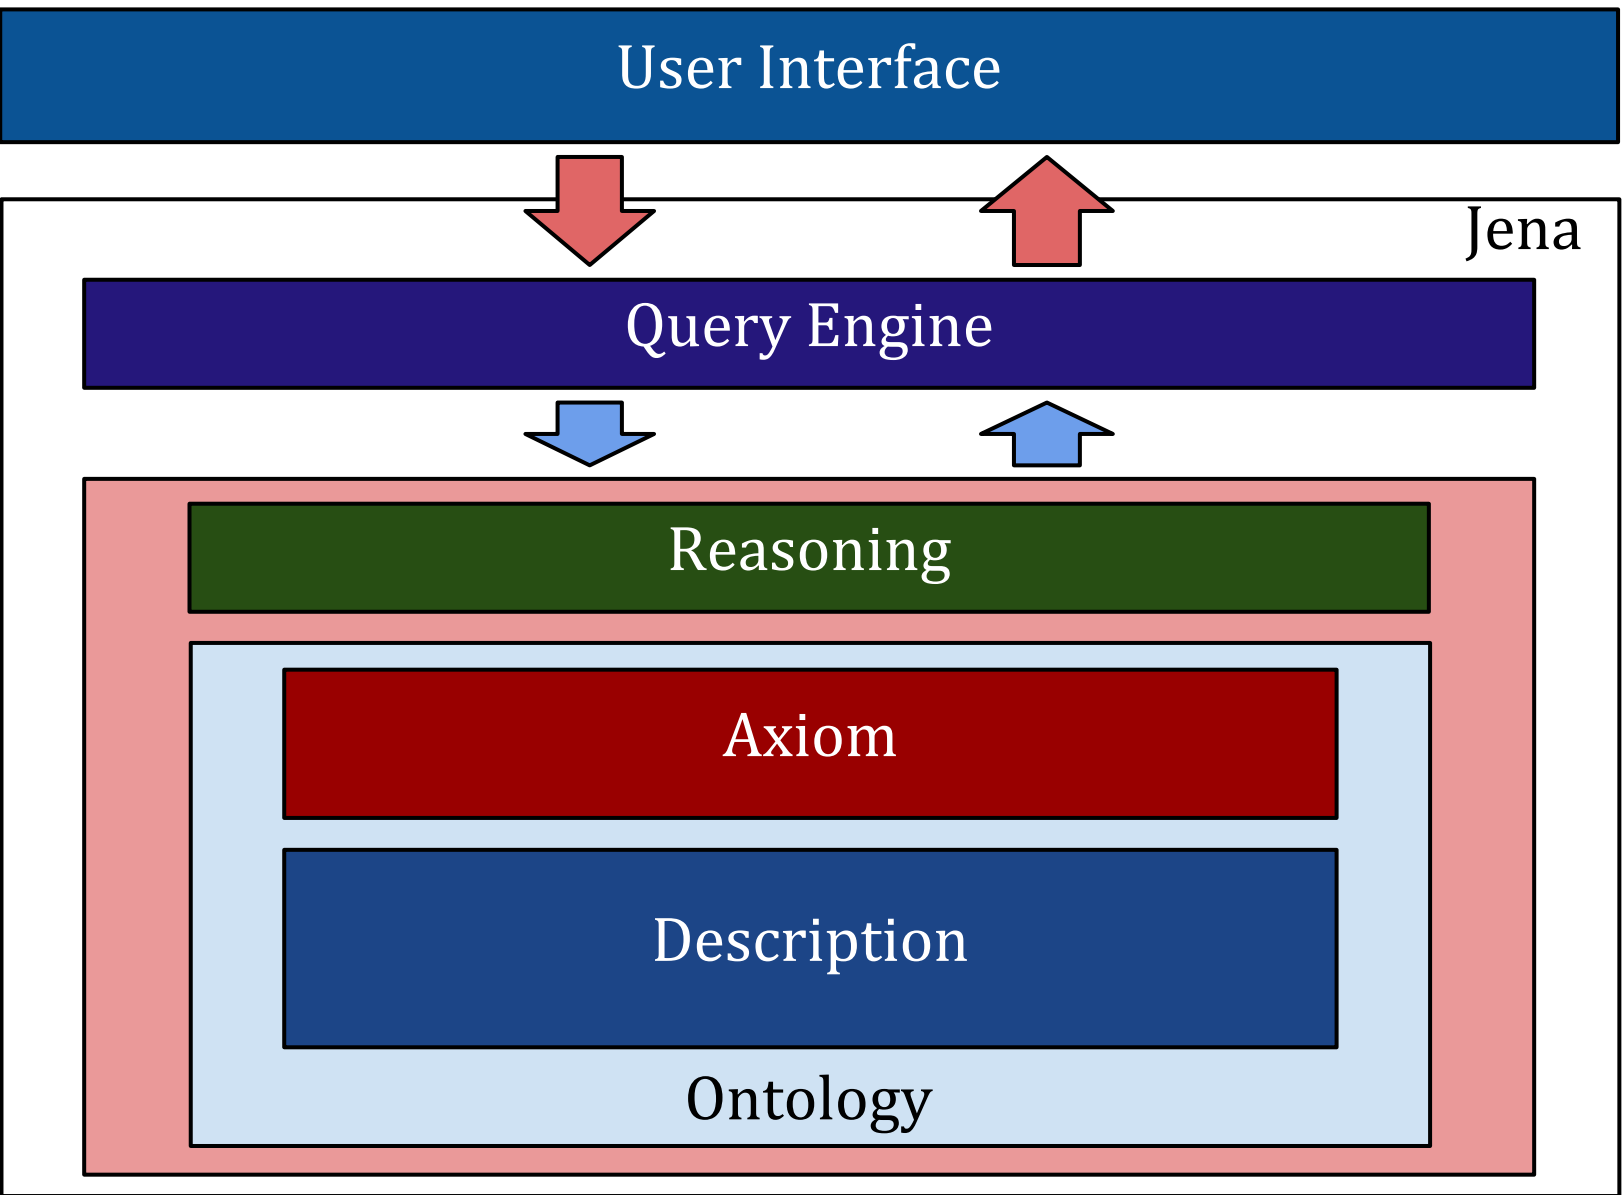 User Interface
Jena
Query Engine
Reasoning
Axiom
Description
Ontology